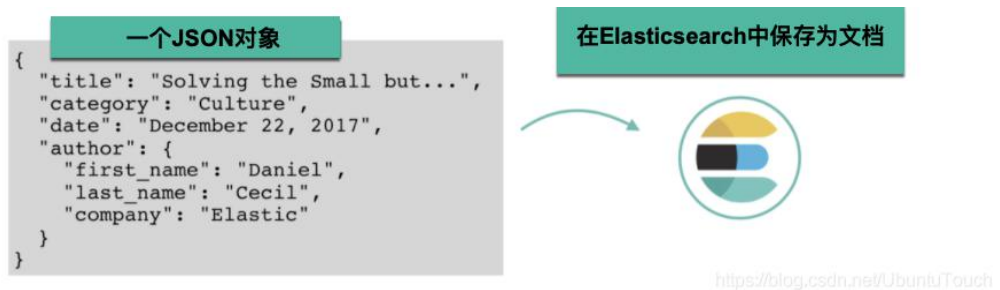 一个JSON对象
{
  "title": "Solving the Small but...",
  "category": "Culture",
  "date": "December 22, 2017",
  "author": {
    "first_name": "Daniel",
    "last_name": "Cecil",
    "company": "Elastic"
  }
}
在Elasticsearch中保存为文档
https://blog.csdn.net/UbuntuTouch